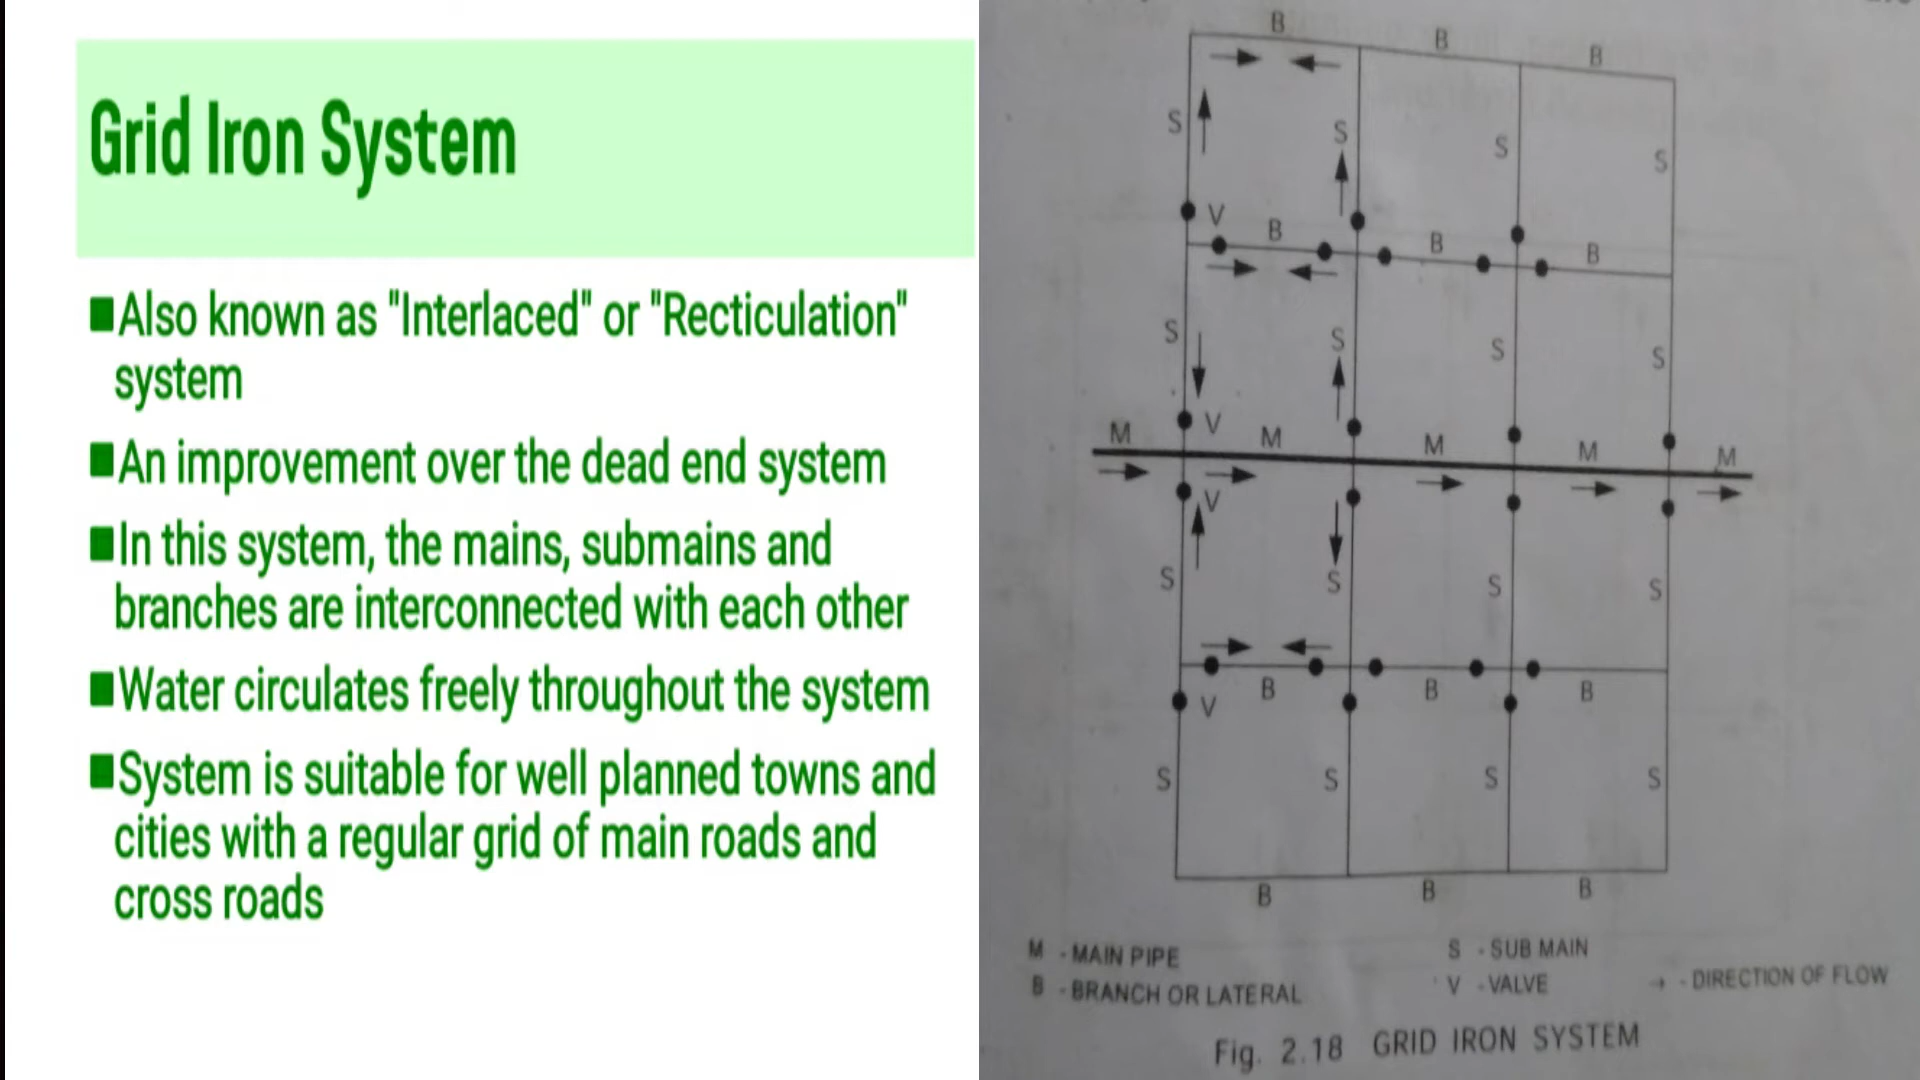 Grid Iron System
■Also known as "Interlaced" or "Recticulation"
system
■An improvement over the dead end system
■In this system, the mains, submains and
branches are interconnected with each other
■Water circulates freely throughout the system
■System is suitable for well planned towns and
cities with a regular grid of main roads and
cross roads
B B B
S S S S
V B B B
S S S S
V
M M M M M
V
S S S S
V B B B
S S S S
B B B
M - MAIN PIPE S - SUB MAIN
B - BRANCH OR LATERAL V - VALVE → - DIRECTION OF FLOW
Fig. 2.18 GRID IRON SYSTEM